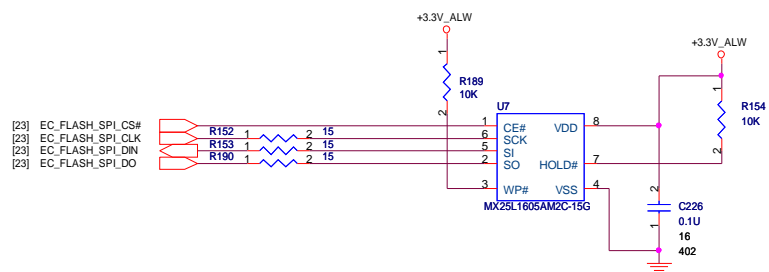 +3.3V_ALW
+3.3V_ALW
1
R189
10K
2
U7
1
R154
10K
2
[23] EC_FLASH_SPI_CS#
1 CE# VDD 8
[23] EC_FLASH_SPI_CLK R152 1 2 15 6 SCK
[23] EC_FLASH_SPI_DIN R153 1 2 15 5 SI
[23] EC_FLASH_SPI_DO R190 1 2 15 2 SO HOLD# 7
3 WP# VSS 4
MX25L1605AM2C-15G
2
C226
0.1U
1
16
402